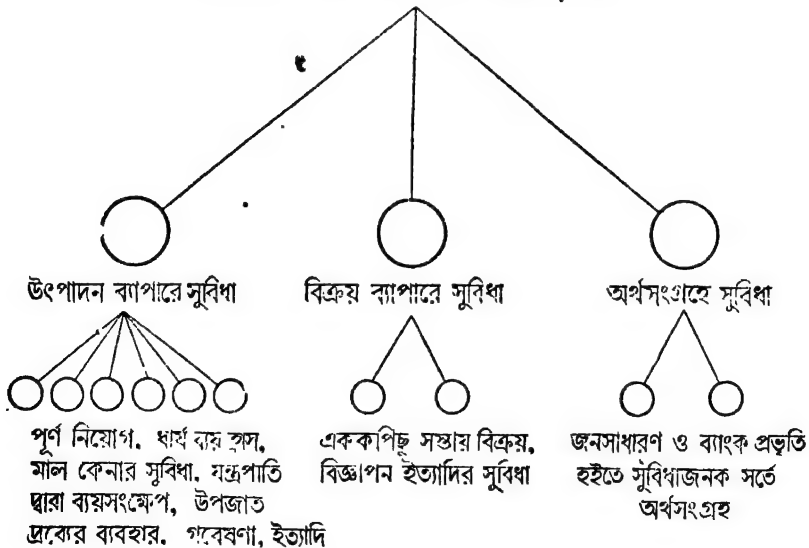 উৎপাদন ব্যাপারে সুবিধা
বিক্রয় ব্যাপারে সুবিধা
অর্থসংগ্রহে সুবিধা
পূর্ণ নিয়োগ, ধার্য ব্যয় হ্রাস,
মাল কেনার সুবিধা, যন্ত্রপাতি
দ্বারা ব্যয়সংক্ষেপ, উপজাত
দ্রব্যের ব্যবহার, গবেষণা, ইত্যাদি
এককপিছু সস্তায় বিক্রয়,
বিজ্ঞাপন ইত্যাদির সুবিধা
জনসাধারণ ও ব্যাংক প্রভৃতি
হইতে সুবিধাজনক সর্তে
অর্থসংগ্রহ